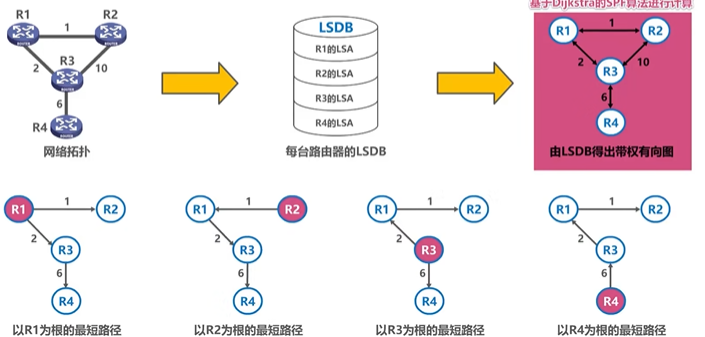 基于Dijkstra的SPF算法进行计算
R1
R2
1
2
R3
10
6
R4
网络拓扑
LSDB
R1的LSA
R2的LSA
R3的LSA
R4的LSA
每台路由器的LSDB
R1
R2
1
2
10
R3
6
R4
由LSDB得出带权有向图
R1
1
R2
2
R3
6
R4
以R1为根的最短路径
R1
1
R2
2
R3
6
R4
以R2为根的最短路径
R1
1
R2
2
R3
6
R4
以R3为根的最短路径
R1
1
R2
2
R3
6
R4
以R4为根的最短路径